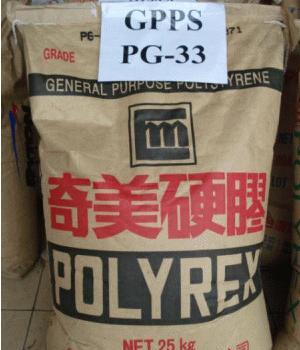 GPPS
PG-33
GRADE
GENERAL PURPOSE POLYSTYRENE
奇美硬膠
POLYREX
NET 25 kg